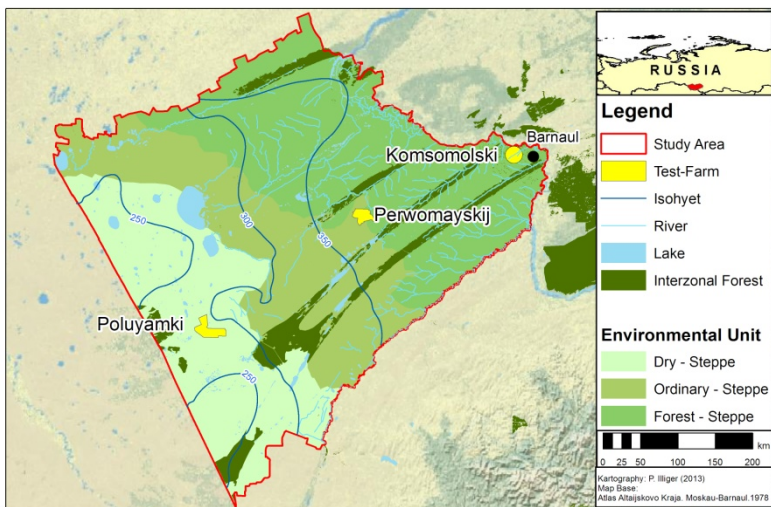 RUSSIA
Legend
Study Area
Test-Farm
Isohyet
River
Lake
Interzonal Forest
Environmental Unit
Dry - Steppe
Ordinary - Steppe
Forest - Steppe
km
0 25 50 100 150 200
Kartography: P. Illiger (2013)
Map Base:
Atlas Altaijskovo Kraja. Moskau-Barnaul.1978
Barnaul
Komsomolski
Perwomayskij
Poluyamki
250
300
350
250